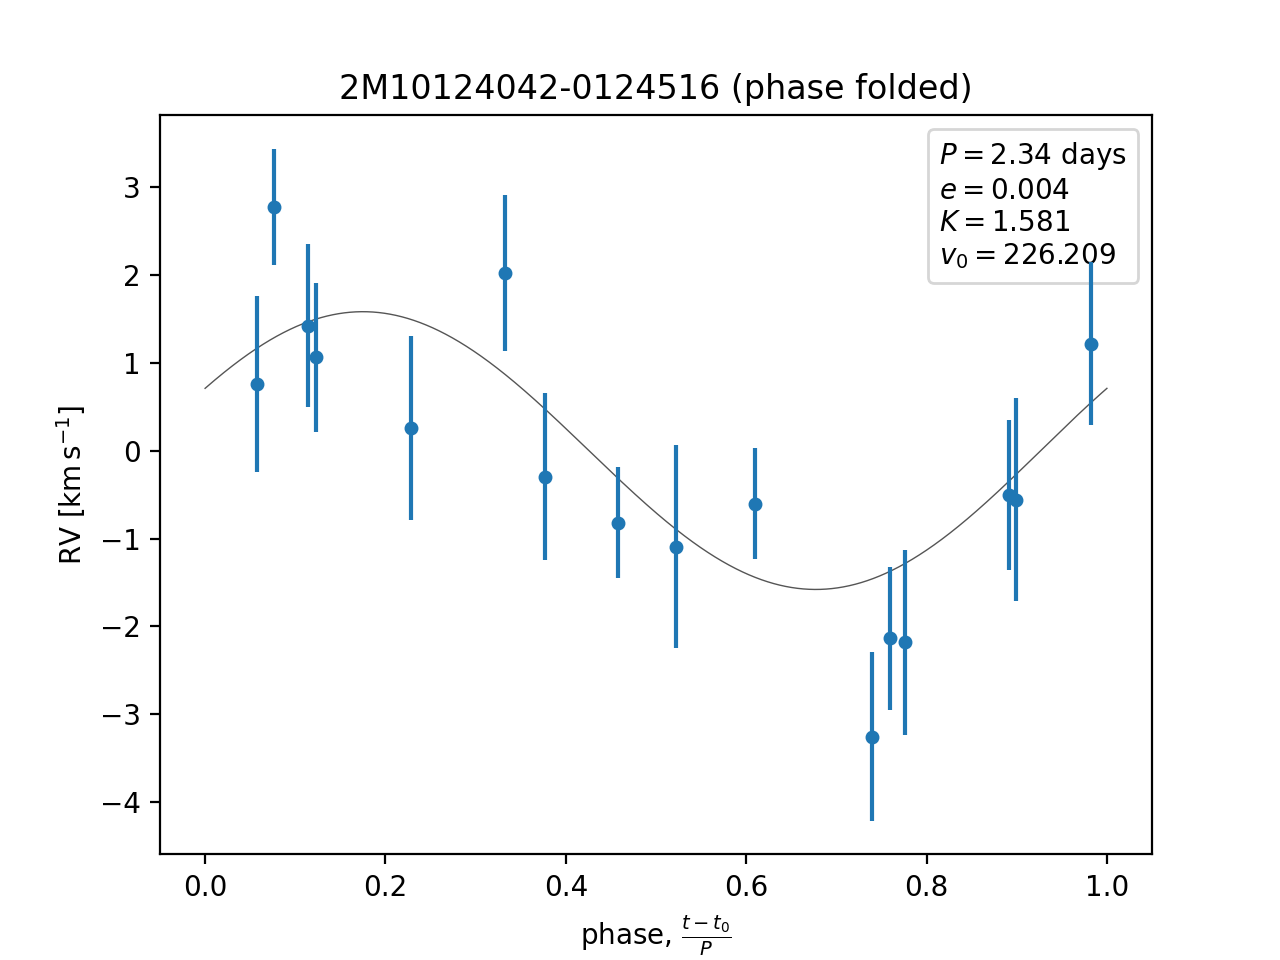 2M10124042-0124516 (phase folded)
P = 2.34 days
e = 0.004
K = 1.581
v₀ = 226.209
3
2
1
0
−1
−2
−3
−4
RV [km s⁻¹]
0.0 0.2 0.4 0.6 0.8 1.0
phase, (t − t₀)/P